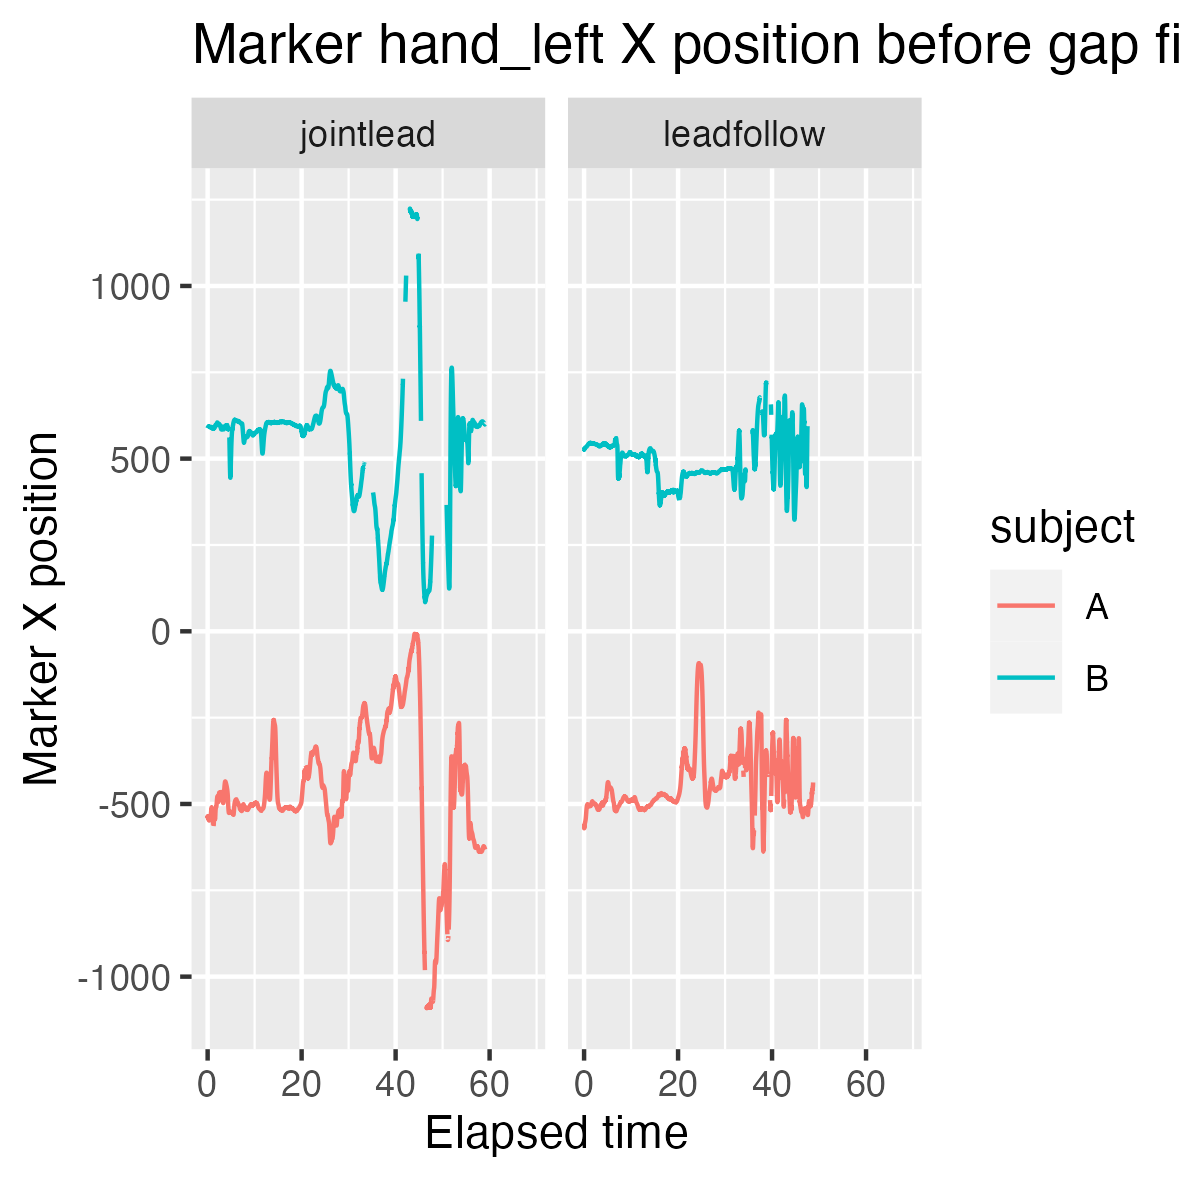 Marker hand_left X position before gap fi
jointlead
leadfollow
Marker X position
1000
500
0
-500
-1000
0 20 40 60
0 20 40 60
Elapsed time
subject
A
B